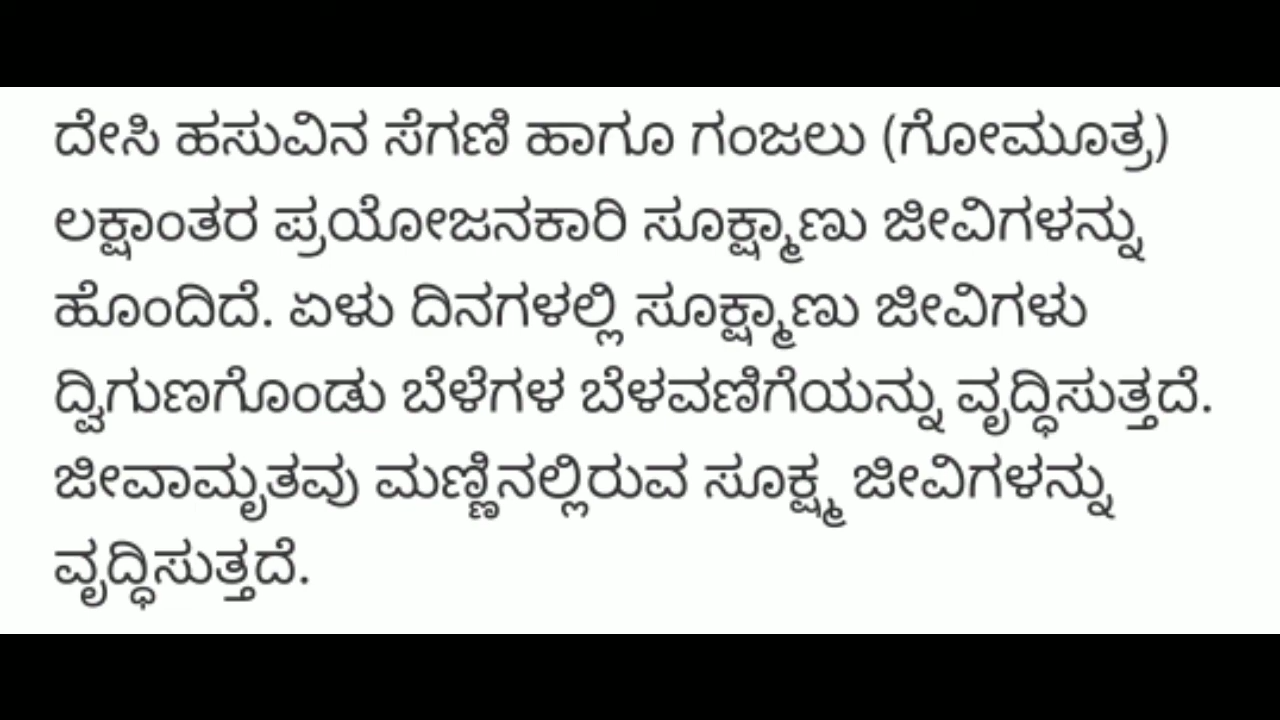 ದೇಸಿ ಹಸುವಿನ ಸೆಗಣಿ ಹಾಗೂ ಗಂಜಲು (ಗೋಮೂತ್ರ)
ಲಕ್ಷಾಂತರ ಪ್ರಯೋಜನಕಾರಿ ಸೂಕ್ಷ್ಮಾಣು ಜೀವಿಗಳನ್ನು
ಹೊಂದಿದೆ. ಏಳು ದಿನಗಳಲ್ಲಿ ಸೂಕ್ಷ್ಮಾಣು ಜೀವಿಗಳು
ದ್ವಿಗುಣಗೊಂಡು ಬೆಳೆಗಳ ಬೆಳವಣಿಗೆಯನ್ನು ವೃದ್ಧಿಸುತ್ತದೆ.
ಜೀವಾಮೃತವು ಮಣ್ಣಿನಲ್ಲಿರುವ ಸೂಕ್ಷ್ಮ ಜೀವಿಗಳನ್ನು
ವೃದ್ಧಿಸುತ್ತದೆ.